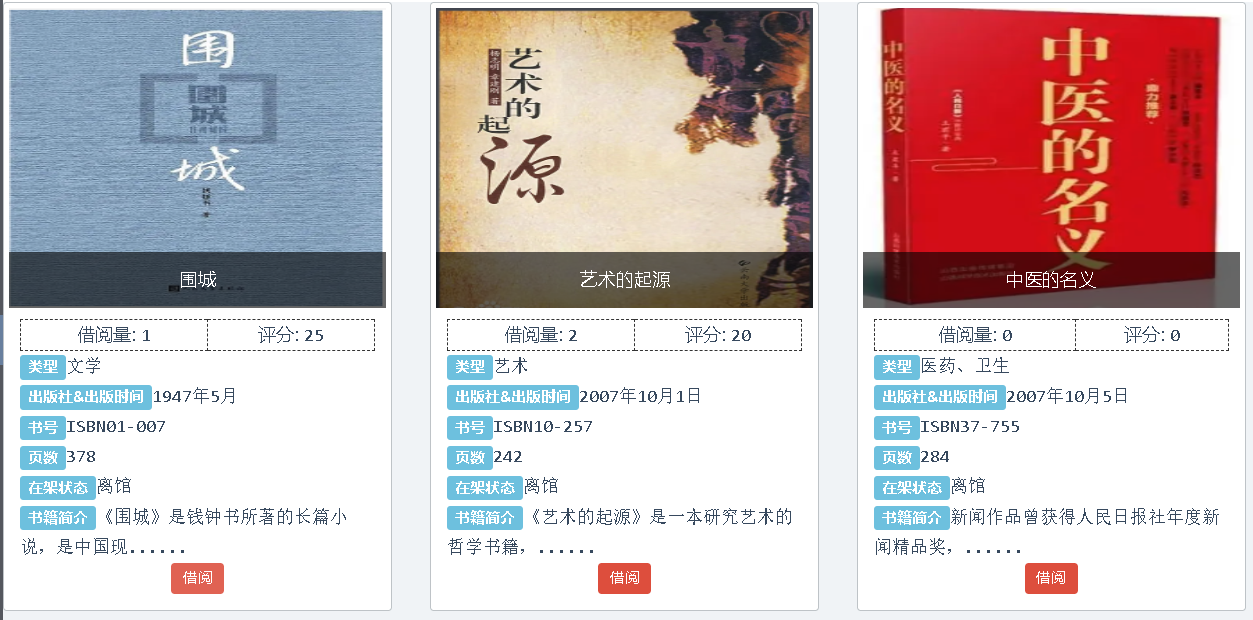 围
城
围城
艺术的
起
源
杨志明 章建刚 著
艺术的起源
中医的名义
中医的名义
·鼎力推荐·
中医的名义
借阅量: 1
评分: 25
类型 文学
出版社&出版时间 1947年5月
书号 ISBN01-007
页数 378
在架状态 离馆
书籍简介 《围城》是钱钟书所著的长篇小
说，是中国现......
借阅
借阅量: 2
评分: 20
类型 艺术
出版社&出版时间 2007年10月1日
书号 ISBN10-257
页数 242
在架状态 离馆
书籍简介 《艺术的起源》是一本研究艺术的
哲学书籍，......
借阅
借阅量: 0
评分: 0
类型 医药、卫生
出版社&出版时间 2007年10月5日
书号 ISBN37-755
页数 284
在架状态 离馆
书籍简介 新闻作品曾获得人民日报社年度新
闻精品奖，......
借阅